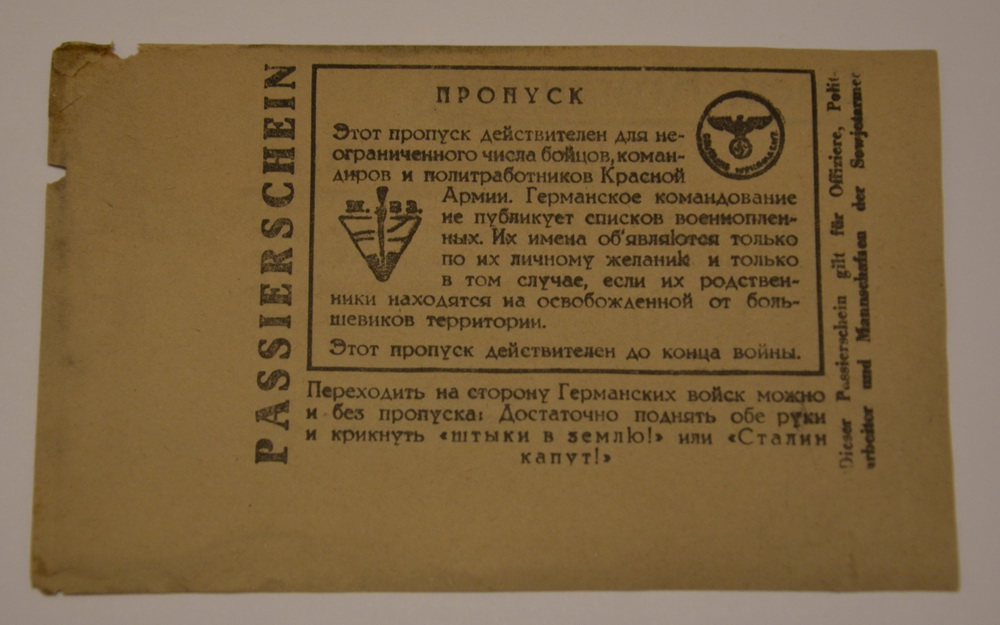 PASSIERSCHEIN
ПРОПУСК
Этот пропуск действителен для не-
ограниченного числа бойцов, коман-
диров и политработников Красной
Армии. Германское командование
не публикует списков военноплен-
ных. Их имена об'являются только
по их личному желанию и только
в том случае, если их родствен-
ники находятся на освобожденной от боль-
шевиков территории.
Этот пропуск действителен до конца войны.
Ш. В З.
Переходить на сторону Германских войск можно
и без пропуска: Достаточно поднять обе руки
и крикнуть «штыки в землю!» или «Сталин
капут!»
Dieser Passierschein gilt für Offiziere, Polit-
arbeiter und Mannschaften der Sowjetarmee